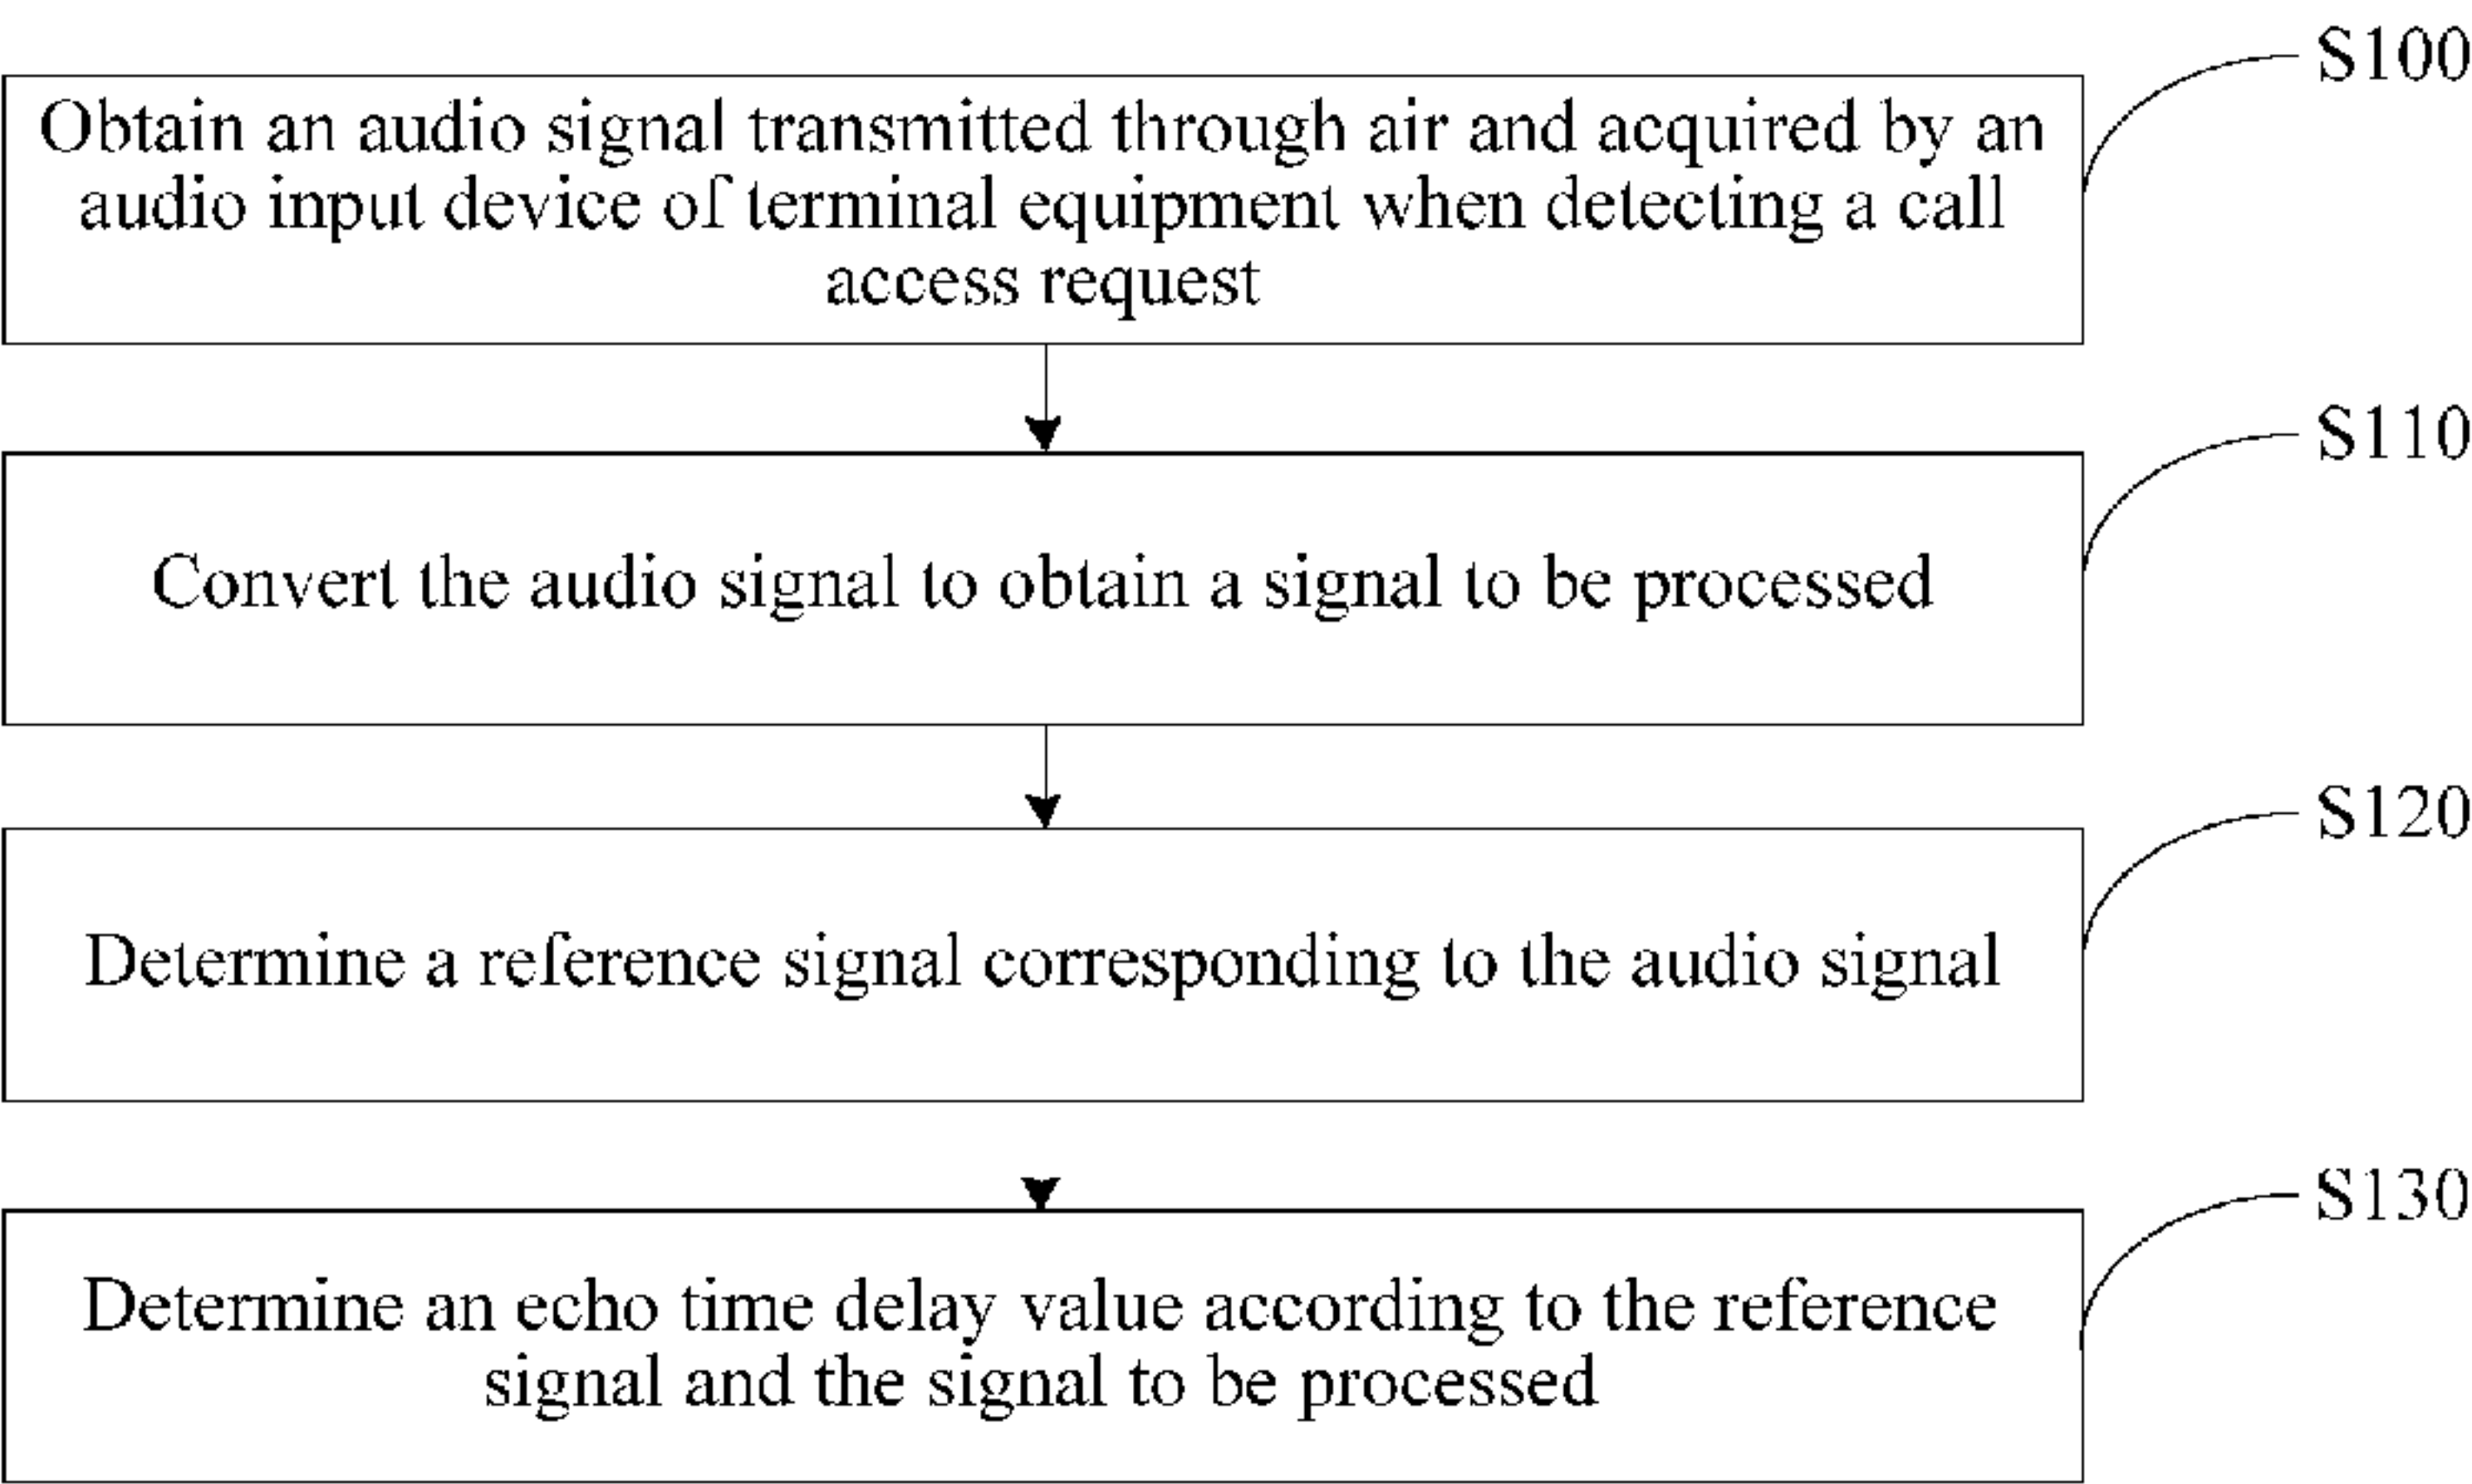 S100
Obtain an audio signal transmitted through air and acquired by an
audio input device of terminal equipment when detecting a call
access request
S110
Convert the audio signal to obtain a signal to be processed
S120
Determine a reference signal corresponding to the audio signal
S130
Determine an echo time delay value according to the reference
signal and the signal to be processed